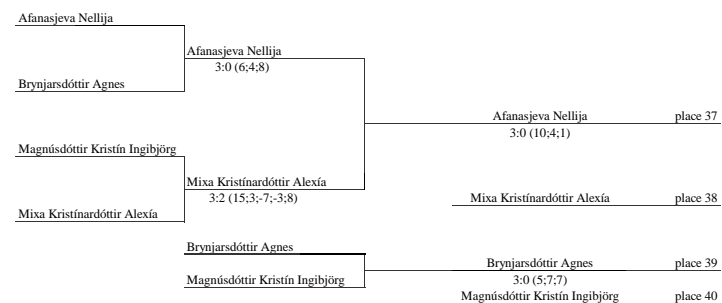 Afanasjeva Nellija
Afanasjeva Nellija
3:0 (6;4;8)
Brynjarsdóttir Agnes
Afanasjeva Nellija place 37
3:0 (10;4;1)
Magnúsdóttir Kristín Ingibjörg
Mixa Kristínardóttir Alexía
3:2 (15;3;-7;-3;8)
Mixa Kristínardóttir Alexía place 38
Mixa Kristínardóttir Alexía
Brynjarsdóttir Agnes
Brynjarsdóttir Agnes place 39
3:0 (5;7;7)
Magnúsdóttir Kristín Ingibjörg
Magnúsdóttir Kristín Ingibjörg place 40